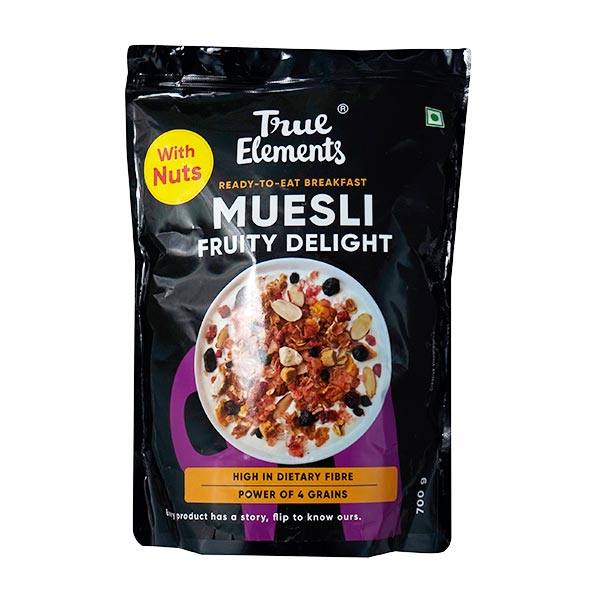 True ®
Elements
With
Nuts
READY-TO-EAT BREAKFAST
MUESLI
FRUITY DELIGHT
HIGH IN DIETARY FIBRE
POWER OF 4 GRAINS
product has a story, flip to know ours.
700 g